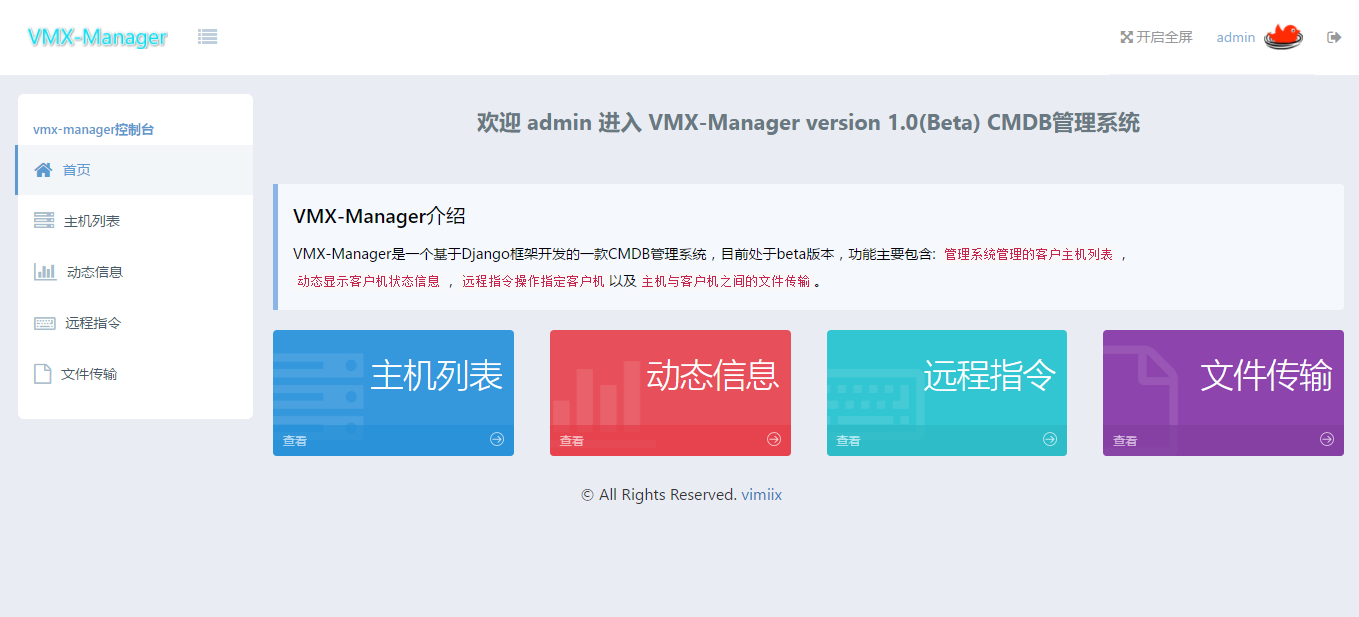 VMX-Manager
开启全屏
admin
vmx-manager控制台
首页
主机列表
动态信息
远程指令
文件传输
欢迎 admin 进入 VMX-Manager version 1.0(Beta) CMDB管理系统
VMX-Manager介绍
VMX-Manager是一个基于Django框架开发的一款CMDB管理系统，目前处于beta版本，功能主要包含: 管理系统管理的客户主机列表 ，
动态显示客户机状态信息 ， 远程指令操作指定客户机 以及 主机与客户机之间的文件传输 。
主机列表
查看
动态信息
查看
远程指令
查看
文件传输
查看
© All Rights Reserved. vimiix